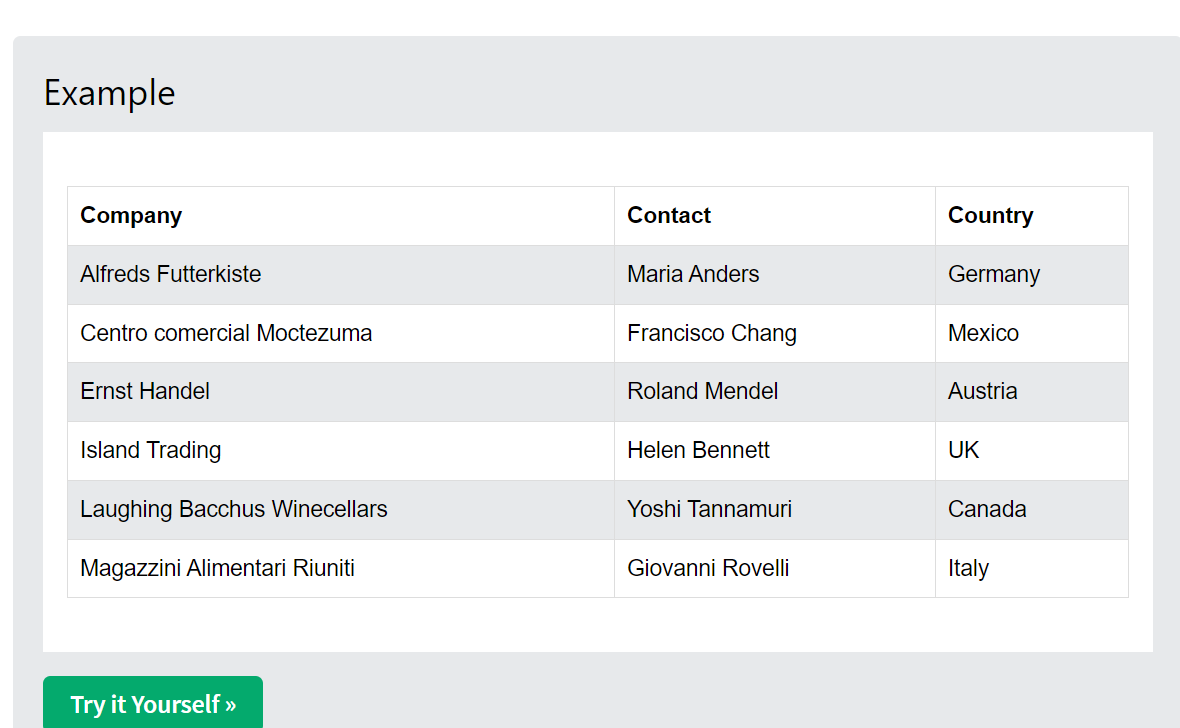 Example
Company Contact Country
Alfreds Futterkiste Maria Anders Germany
Centro comercial Moctezuma Francisco Chang Mexico
Ernst Handel Roland Mendel Austria
Island Trading Helen Bennett UK
Laughing Bacchus Winecellars Yoshi Tannamuri Canada
Magazzini Alimentari Riuniti Giovanni Rovelli Italy
Try it Yourself »